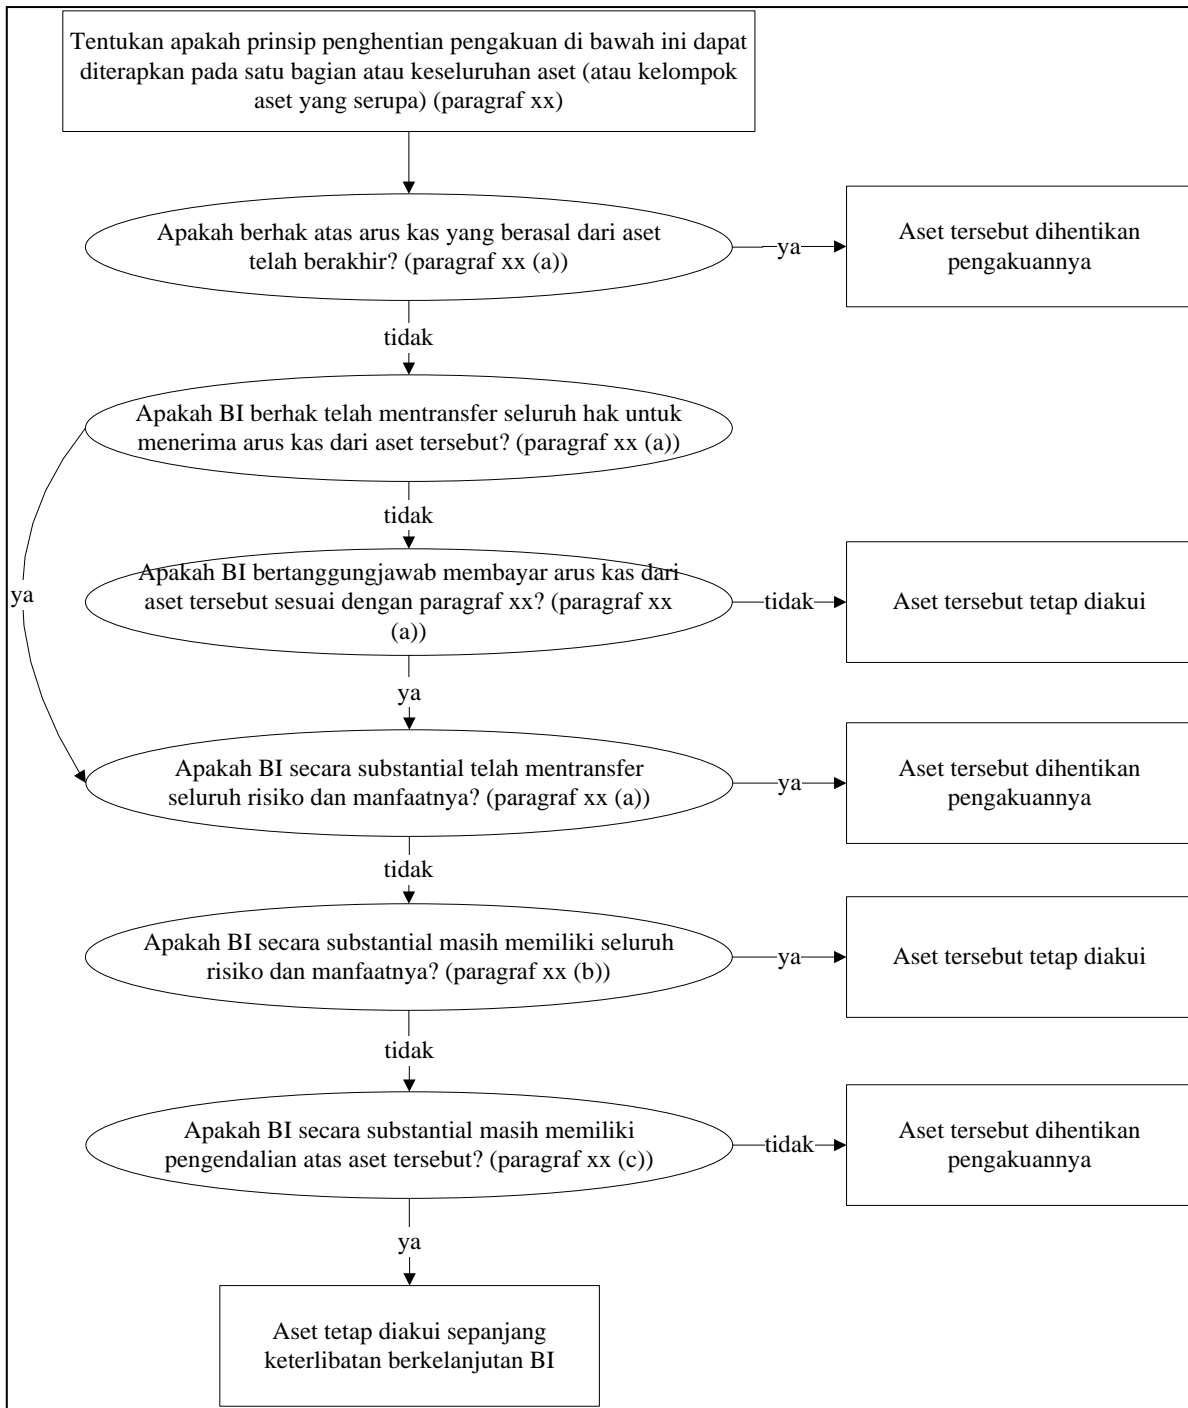 Tentukan apakah prinsip penghentian pengakuan di bawah ini dapat
diterapkan pada satu bagian atau keseluruhan aset (atau kelompok
aset yang serupa) (paragraf xx)
Apakah berhak atas arus kas yang berasal dari aset
telah berakhir? (paragraf xx (a))
ya
Aset tersebut dihentikan
pengakuannya
tidak
Apakah BI berhak telah mentransfer seluruh hak untuk
menerima arus kas dari aset tersebut? (paragraf xx (a))
tidak
ya
Apakah BI bertanggungjawab membayar arus kas dari
aset tersebut sesuai dengan paragraf xx? (paragraf xx
(a))
tidak
Aset tersebut tetap diakui
ya
Apakah BI secara substantial telah mentransfer
seluruh risiko dan manfaatnya? (paragraf xx (a))
ya
Aset tersebut dihentikan
pengakuannya
tidak
Apakah BI secara substantial masih memiliki seluruh
risiko dan manfaatnya? (paragraf xx (b))
ya
Aset tersebut tetap diakui
tidak
Apakah BI secara substantial masih memiliki
pengendalian atas aset tersebut? (paragraf xx (c))
tidak
Aset tersebut dihentikan
pengakuannya
ya
Aset tetap diakui sepanjang
keterlibatan berkelanjutan BI